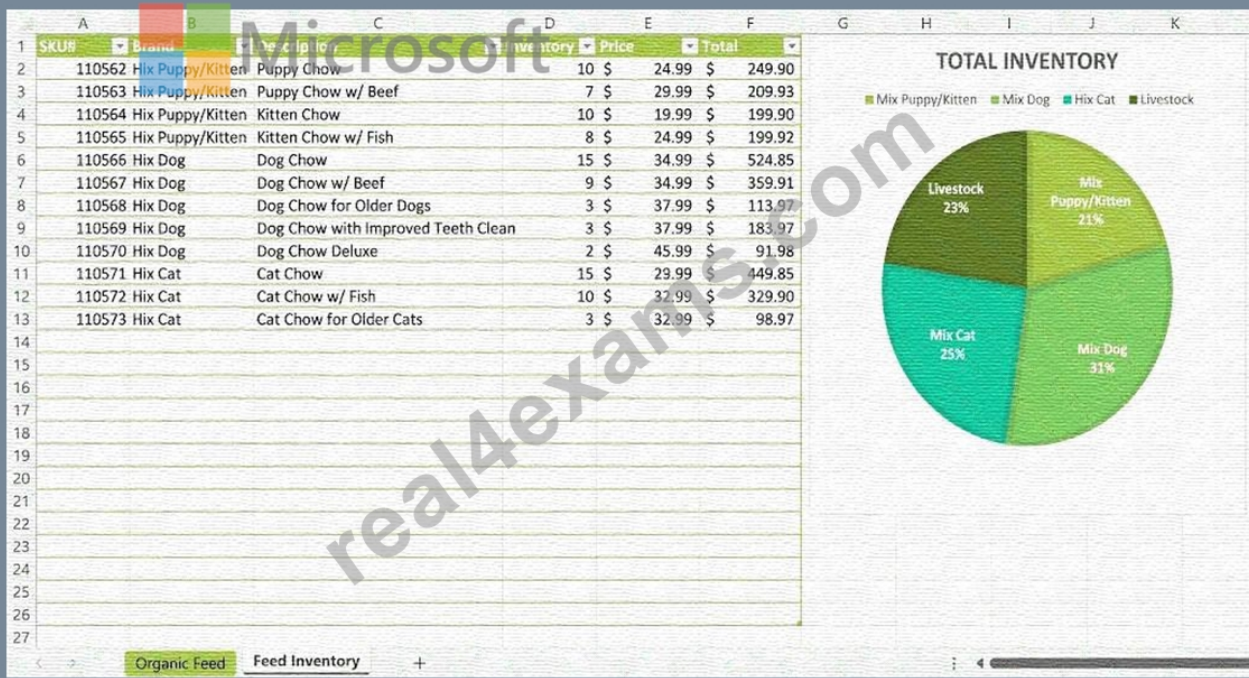 A B C D E F G H I J K
Microsoft
1 SKU# Brand Description Inventory Price Total
2 110562 Hix Puppy/Kitten Puppy Chow 10 $ 24.99 $ 249.90
3 110563 Hix Puppy/Kitten Puppy Chow w/ Beef 7 $ 29.99 $ 209.93
4 110564 Hix Puppy/Kitten Kitten Chow 10 $ 19.99 $ 199.90
5 110565 Hix Puppy/Kitten Kitten Chow w/ Fish 8 $ 24.99 $ 199.92
6 110566 Hix Dog Dog Chow 15 $ 34.99 $ 524.85
7 110567 Hix Dog Dog Chow w/ Beef 9 $ 34.99 $ 359.91
8 110568 Hix Dog Dog Chow for Older Dogs 3 $ 37.99 $ 113.97
9 110569 Hix Dog Dog Chow with Improved Teeth Clean 3 $ 37.99 $ 183.97
10 110570 Hix Dog Dog Chow Deluxe 2 $ 45.99 $ 91.98
11 110571 Hix Cat Cat Chow 15 $ 29.99 $ 449.85
12 110572 Hix Cat Cat Chow w/ Fish 10 $ 32.99 $ 329.90
13 110573 Hix Cat Cat Chow for Older Cats 3 $ 32.99 $ 98.97
14
15
16
17
18
19
20
21
22
23
24
25
26
27
TOTAL INVENTORY
Mix Puppy/Kitten Mix Dog Hix Cat Livestock
Livestock
23%
Mix
Puppy/Kitten
21%
Mix Cat
25%
Mix Dog
31%
real4exams.com
Organic Feed Feed Inventory +